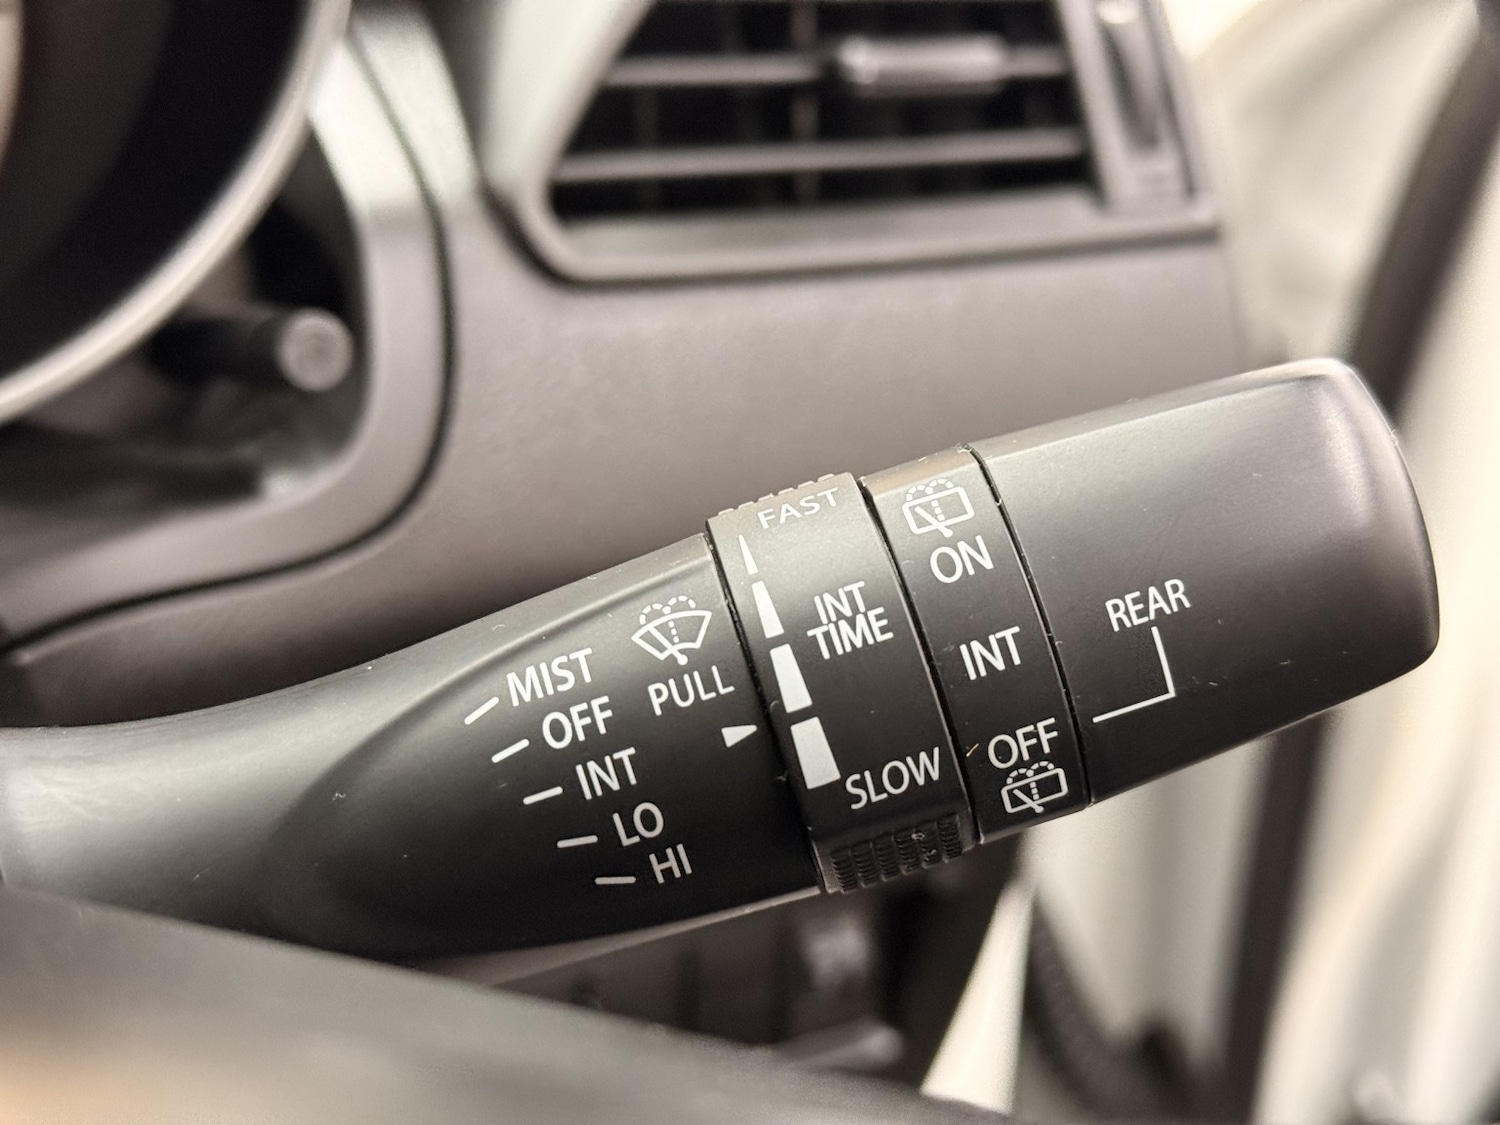 MIST
OFF
INT
LO
HI
PULL
FAST
INT
TIME
SLOW
ON
INT
OFF
REAR